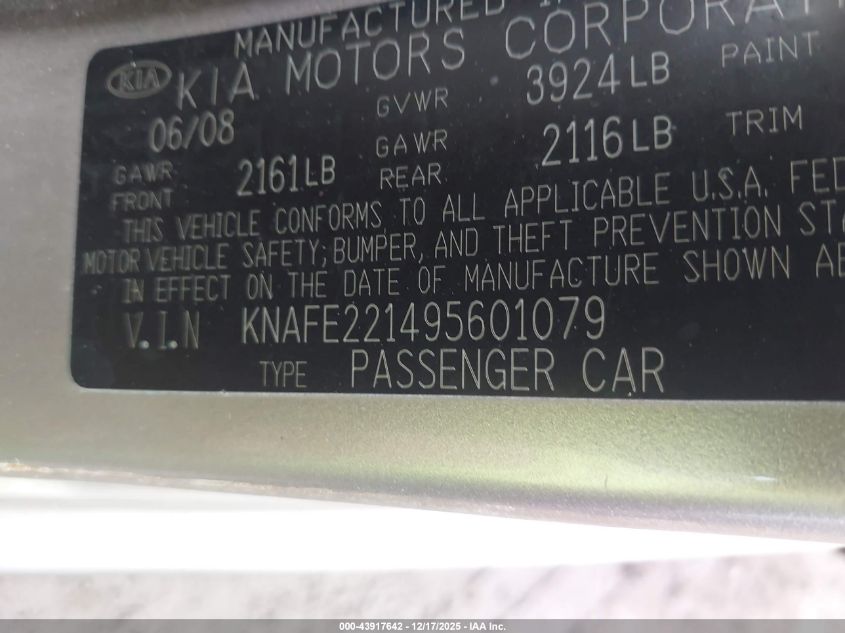 MANUFACTURED
KIA KIA MOTORS CORPORAT
06/08 GVWR 3924LB PAINT
GAWR FRONT 2161LB GAWR REAR 2116LB TRIM
THIS VEHICLE CONFORMS TO ALL APPLICABLE U.S.A. FED
MOTOR VEHICLE SAFETY; BUMPER, AND THEFT PREVENTION STA
IN EFFECT ON THE DATE OF MANUFACTURE SHOWN AB
V.I.N KNAFE221495601079
TYPE PASSENGER CAR
000-43917642 - 12/17/2025 - IAA Inc.